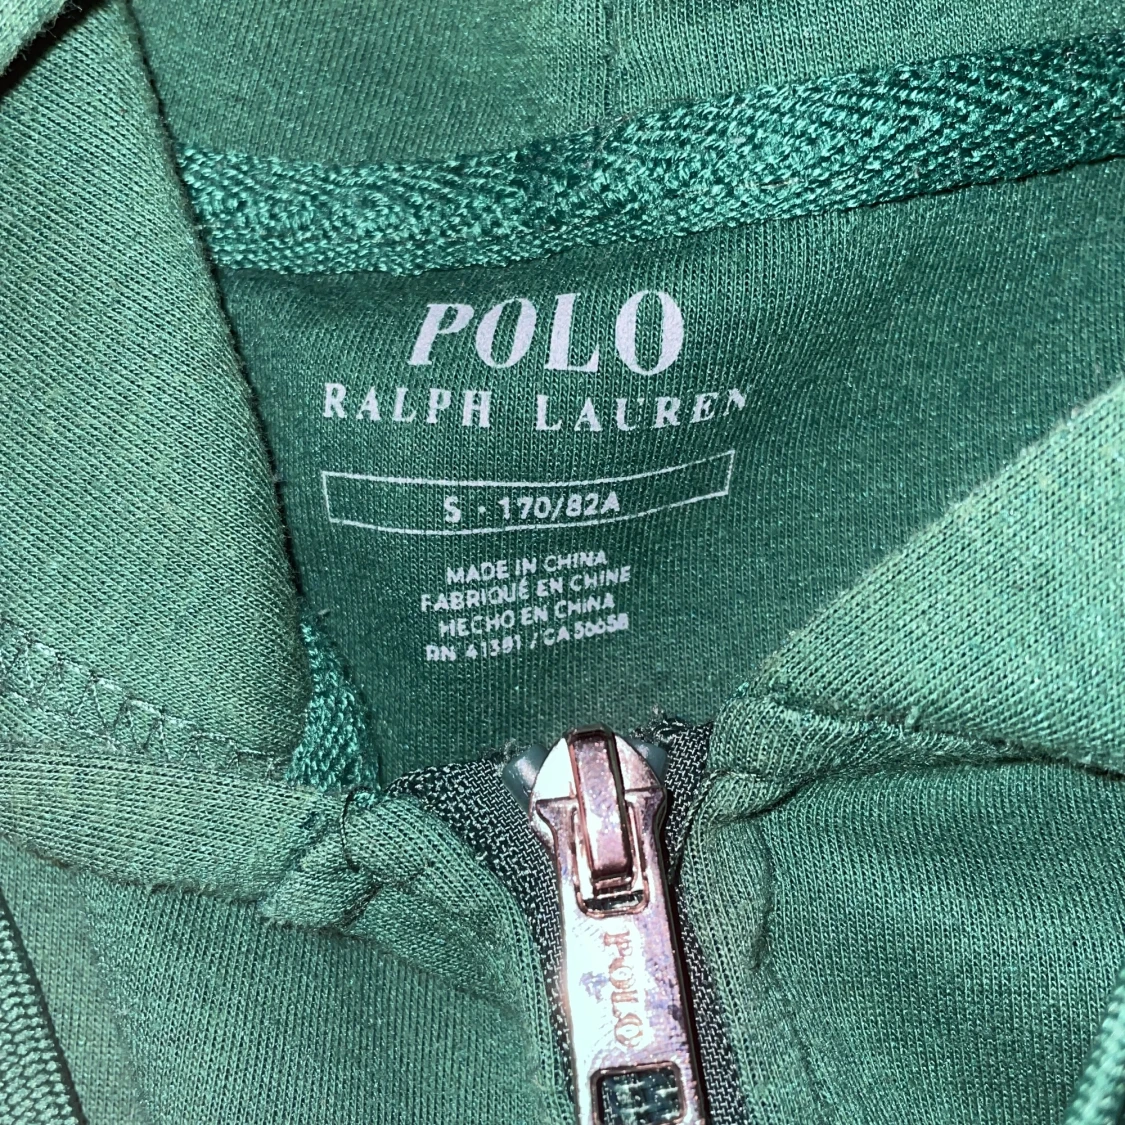 POLO
RALPH LAUREN
S · 170/82A
MADE IN CHINA
FABRIQUÉ EN CHINE
HECHO EN CHINA
RN 41381 / CA 56658
POLO